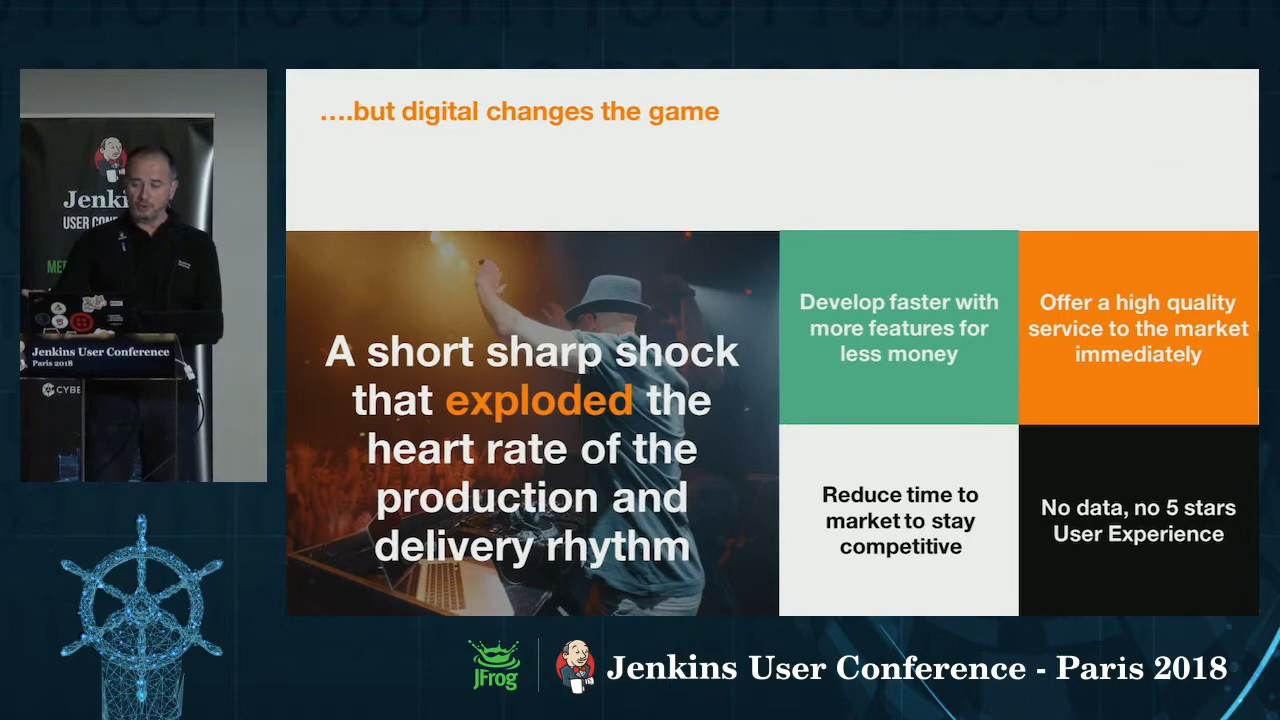 ….but digital changes the game
A short sharp shock
that exploded the
heart rate of the
production and
delivery rhythm
Develop faster with
more features for
less money
Offer a high quality
service to the market
immediately
Reduce time to
market to stay
competitive
No data, no 5 stars
User Experience
Jenkins User Conference
Paris 2018
JFrog
Jenkins User Conference - Paris 2018